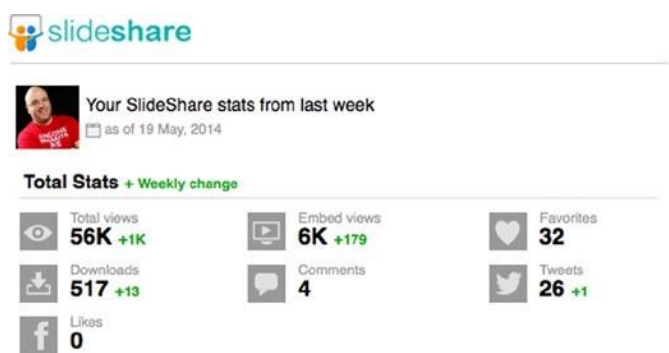 slideshare
Your SlideShare stats from last week
as of 19 May, 2014
Total Stats + Weekly change
Total views
56K +1K
Embed views
6K +179
Favorites
32
Downloads
517 +13
Comments
4
Tweets
26 +1
Likes
0